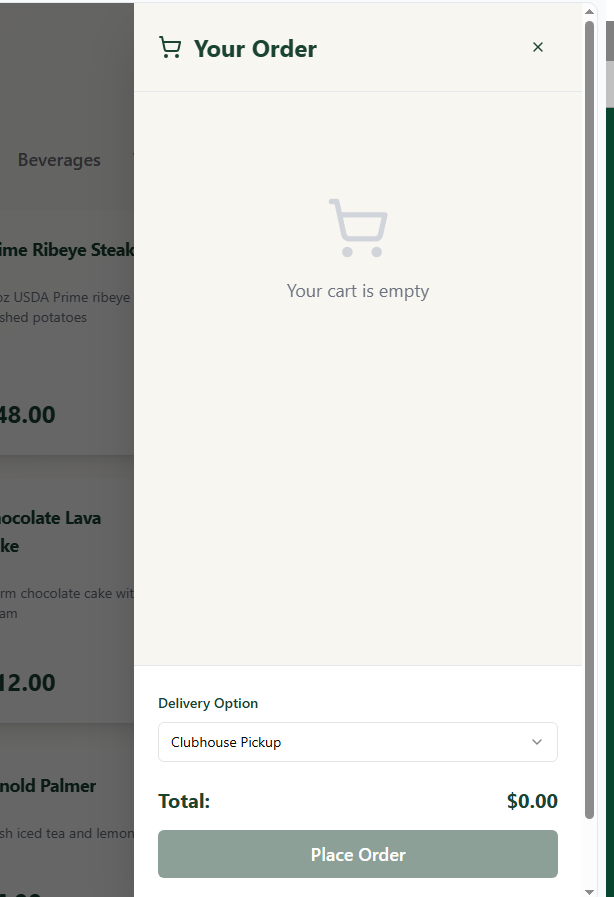 Your Order
Beverages
Your cart is empty
ime Ribeye Steak
oz USDA Prime ribeye
shed potatoes
48.00
ocolate Lava
ke
rm chocolate cake wit
am
12.00
nold Palmer
sh iced tea and lemon
Delivery Option
Clubhouse Pickup
Total: $0.00
Place Order